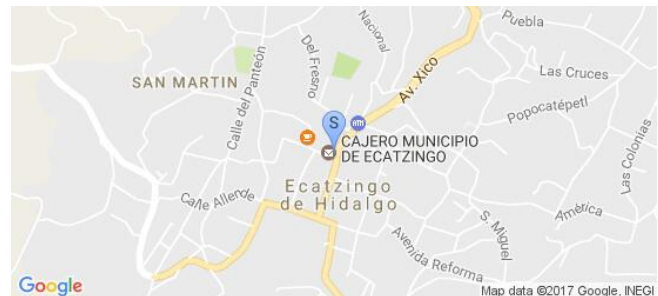 Puebla
Nacional
Del Fresno
Las Cruces
SAN MARTIN
Av. Xico
Calle del Panteón
Popocatépetl
S
ATM
CAJERO MUNICIPIO
DE ECATZINGO
Las Colonias
Ecatzingo
de Hidalgo
Calle Allende
América
S. Miguel
Avenida Reforma
Google
Map data ©2017 Google, INEGI